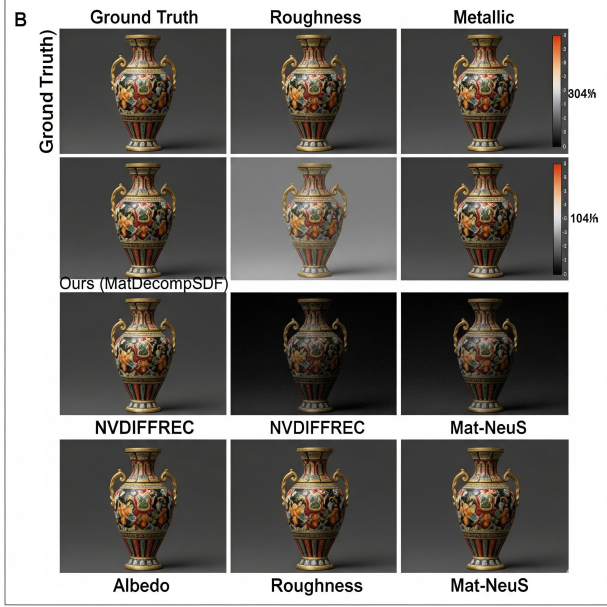 B
Ground Truth Roughness Metallic
Ground Truth)
304%
104%
Ours (MatDecompSDF)
NVDIFFREC NVDIFFREC Mat-NeuS
Albedo Roughness Mat-NeuS